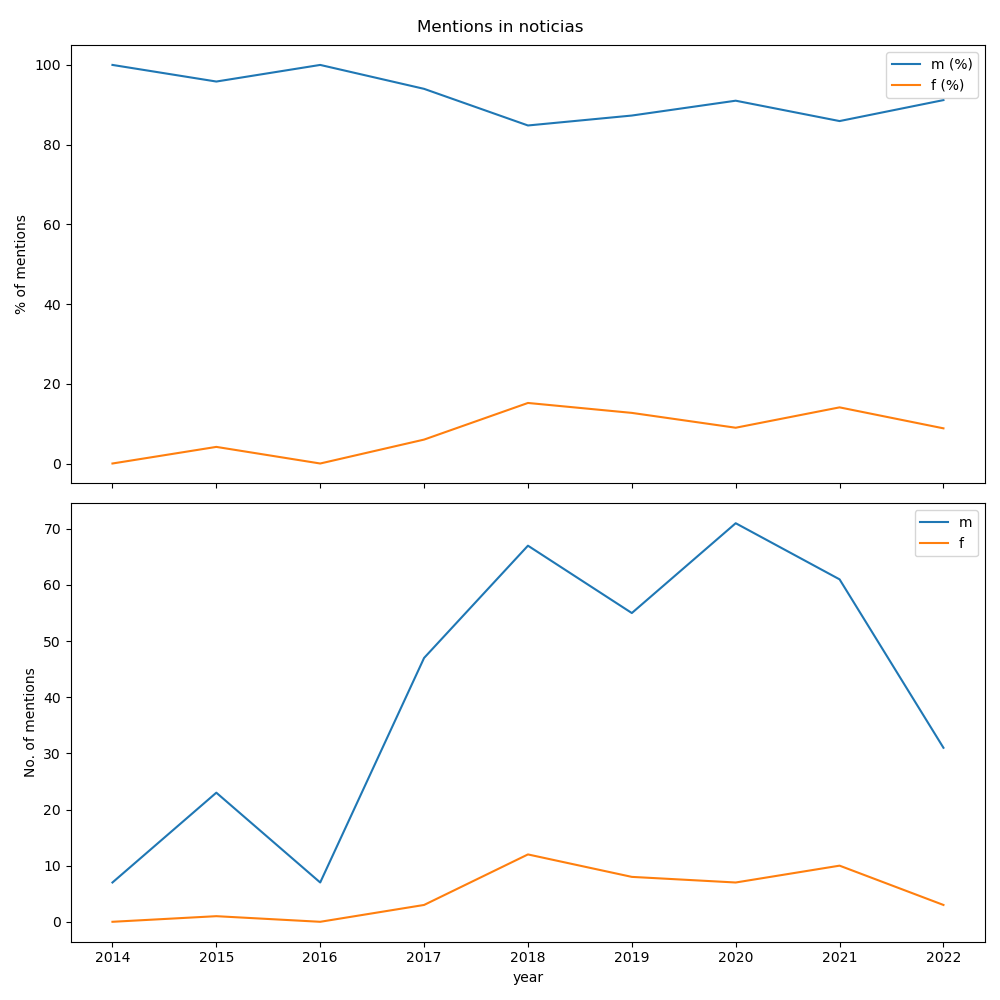 Mentions in noticias
m (%)
f (%)
100
80
60
40
20
0
% of mentions
m
f
70
60
50
40
30
20
10
0
No. of mentions
2014 2015 2016 2017 2018 2019 2020 2021 2022
year